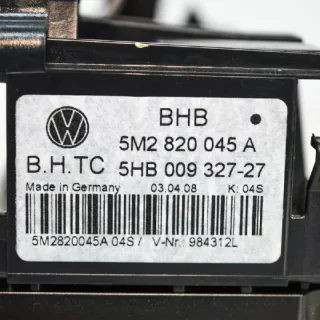 BHB
5M2 820 045 A
B.H.TC 5HB 009 327-27
Made in Germany 03.04.08 K: 04S
5M2820045A 04S / V-Nr.: 984312L